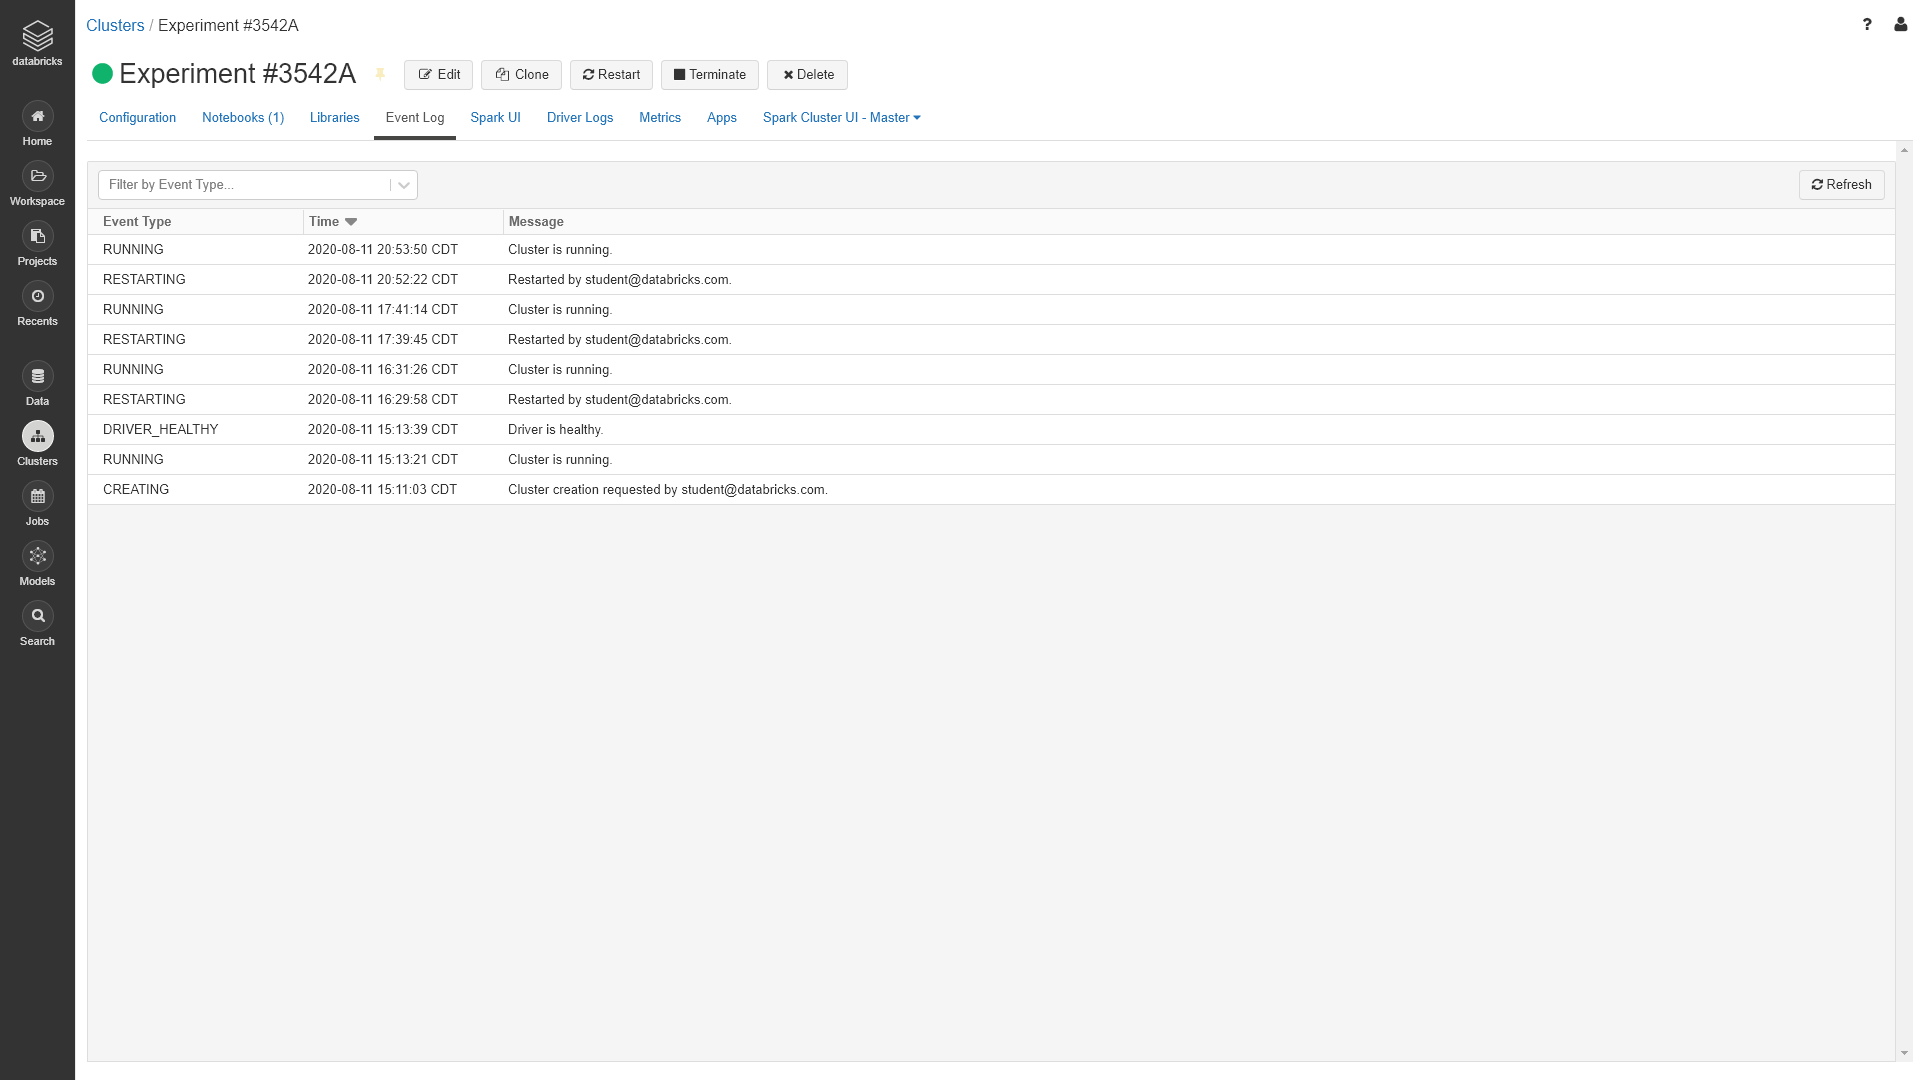 databricks
Home
Workspace
Projects
Recents
Data
Clusters
Jobs
Models
Search
Clusters / Experiment #3542A ?
Experiment #3542A Edit Clone Restart Terminate Delete
Configuration Notebooks (1) Libraries Event Log Spark UI Driver Logs Metrics Apps Spark Cluster UI - Master
Filter by Event Type... Refresh
Event Type Time Message
RUNNING 2020-08-11 20:53:50 CDT Cluster is running.
RESTARTING 2020-08-11 20:52:22 CDT Restarted by student@databricks.com.
RUNNING 2020-08-11 17:41:14 CDT Cluster is running.
RESTARTING 2020-08-11 17:39:45 CDT Restarted by student@databricks.com.
RUNNING 2020-08-11 16:31:26 CDT Cluster is running.
RESTARTING 2020-08-11 16:29:58 CDT Restarted by student@databricks.com.
DRIVER_HEALTHY 2020-08-11 15:13:39 CDT Driver is healthy.
RUNNING 2020-08-11 15:13:21 CDT Cluster is running.
CREATING 2020-08-11 15:11:03 CDT Cluster creation requested by student@databricks.com.